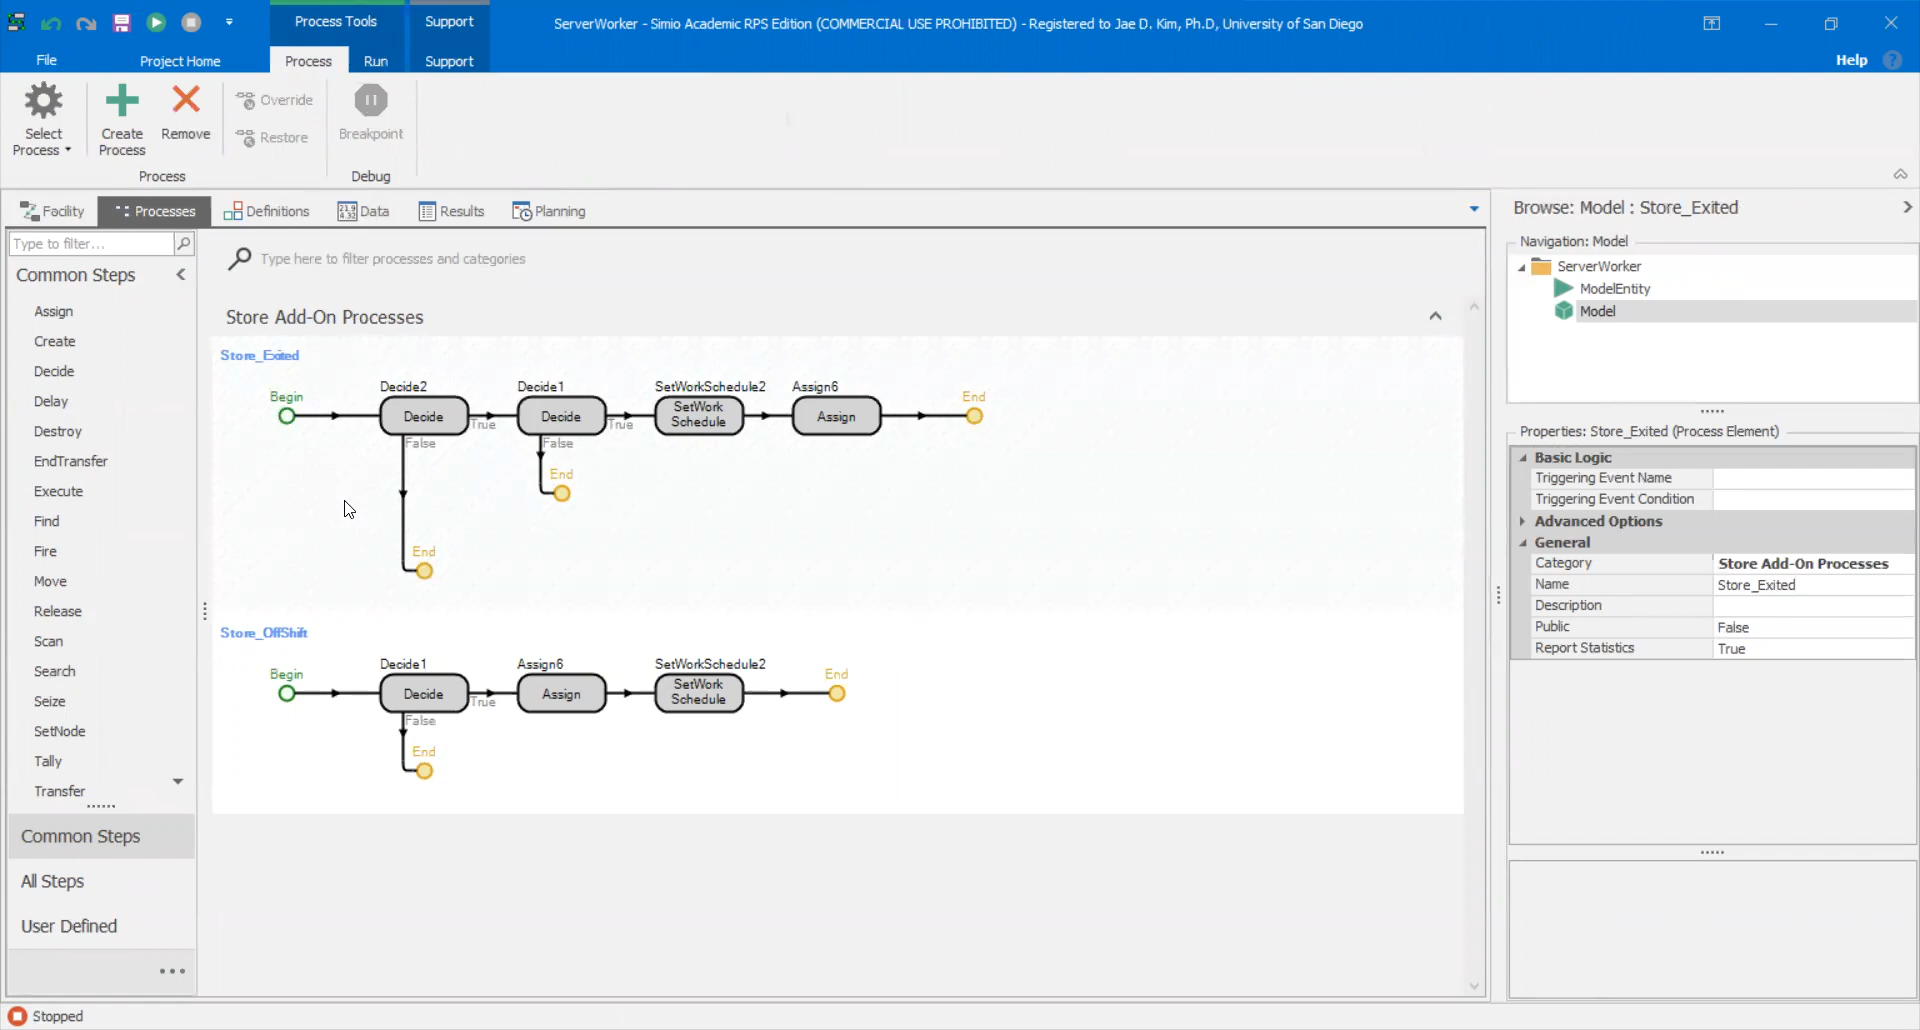 Process Tools
Support
ServerWorker - Simio Academic RPS Edition (COMMERCIAL USE PROHIBITED) - Registered to Jae D. Kim, Ph.D, University of San Diego
File
Project Home
Process
Run
Support
Help
Select Process
Create Process
Remove
Override
Restore
Breakpoint
Process
Debug
Facility
Processes
Definitions
Data
Results
Planning
Type to filter...
Common Steps
Assign
Create
Decide
Delay
Destroy
EndTransfer
Execute
Find
Fire
Move
Release
Scan
Search
Seize
SetNode
Tally
Transfer
Common Steps
All Steps
User Defined
Type here to filter processes and categories
Store Add-On Processes
Store_Exited
Begin
Decide2
Decide
True
False
End
Decide1
Decide
True
False
End
SetWorkSchedule2
SetWork
Schedule
Assign6
Assign
End
Store_OffShift
Begin
Decide1
Decide
True
False
End
Assign6
Assign
SetWorkSchedule2
SetWork
Schedule
End
Browse: Model : Store_Exited
Navigation: Model
ServerWorker
ModelEntity
Model
Properties: Store_Exited (Process Element)
Basic Logic
Triggering Event Name
Triggering Event Condition
Advanced Options
General
Category Store Add-On Processes
Name Store_Exited
Description
Public False
Report Statistics True
Stopped